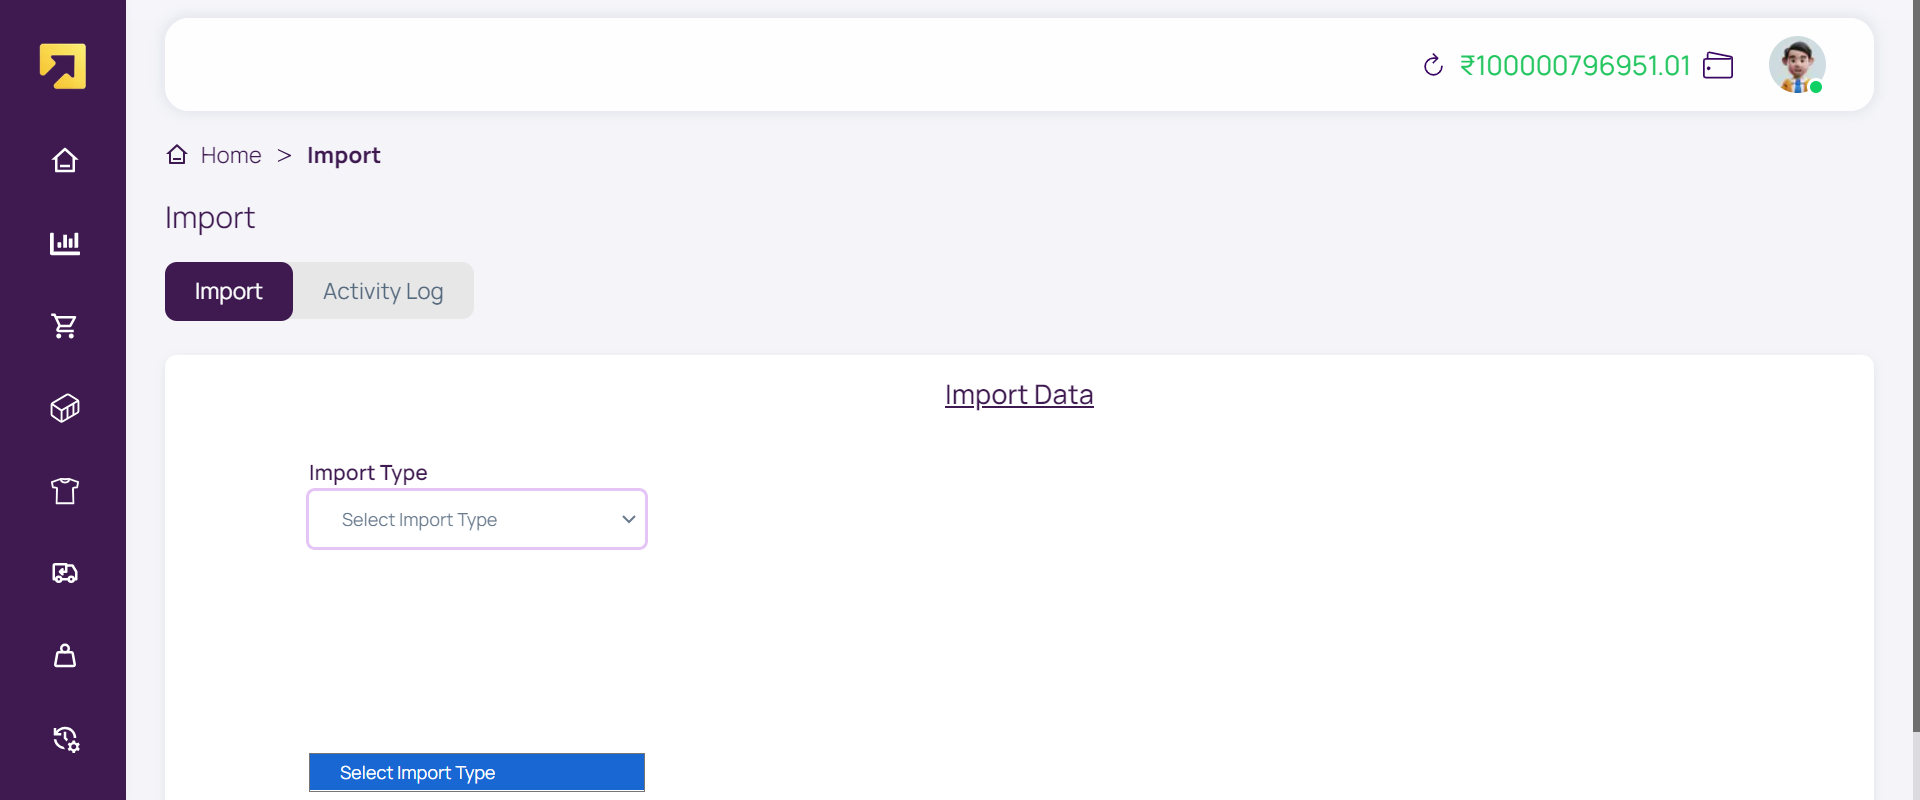 ₹100000796951.01
Home > Import
Import
Import
Activity Log
Import Data
Import Type
Select Import Type
Select Import Type